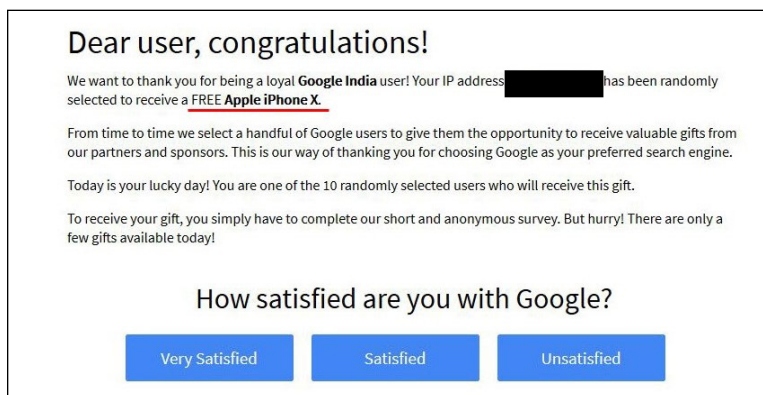 Dear user, congratulations!
We want to thank you for being a loyal Google India user! Your IP address has been randomly
selected to receive a FREE Apple iPhone X.
From time to time we select a handful of Google users to give them the opportunity to receive valuable gifts from
our partners and sponsors. This is our way of thanking you for choosing Google as your preferred search engine.
Today is your lucky day! You are one of the 10 randomly selected users who will receive this gift.
To receive your gift, you simply have to complete our short and anonymous survey. But hurry! There are only a
few gifts available today!
How satisfied are you with Google?
Very Satisfied
Satisfied
Unsatisfied